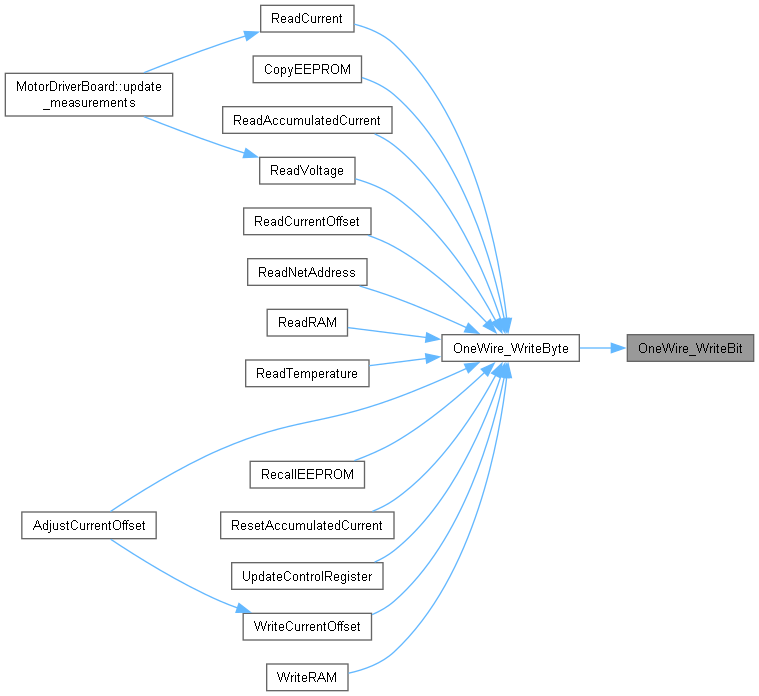 ReadCurrent
CopyEEPROM
MotorDriverBoard::update
_measurements
ReadAccumulatedCurrent
ReadVoltage
ReadCurrentOffset
ReadNetAddress
ReadRAM
OneWire_WriteByte
OneWire_WriteBit
ReadTemperature
RecallEEPROM
AdjustCurrentOffset
ResetAccumulatedCurrent
UpdateControlRegister
WriteCurrentOffset
WriteRAM